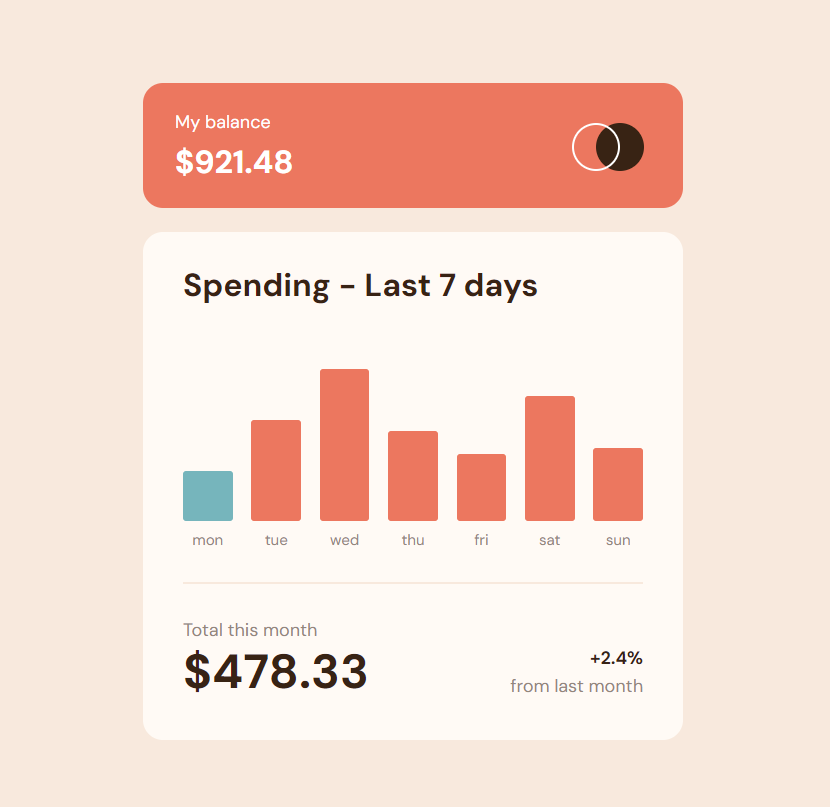 My balance
$921.48
Spending - Last 7 days
mon tue wed thu fri sat sun
Total this month
$478.33
+2.4%
from last month